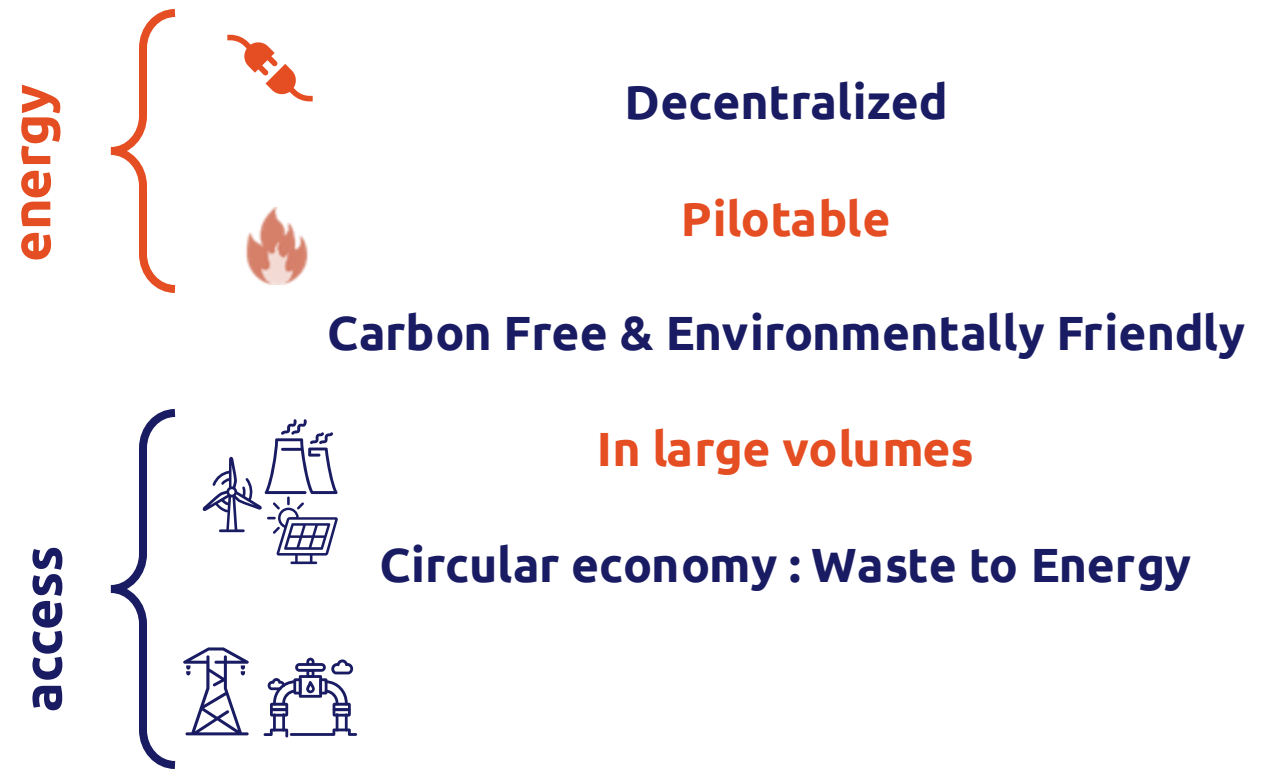 energy
Decentralized
Pilotable
Carbon Free & Environmentally Friendly
In large volumes
Circular economy : Waste to Energy
access